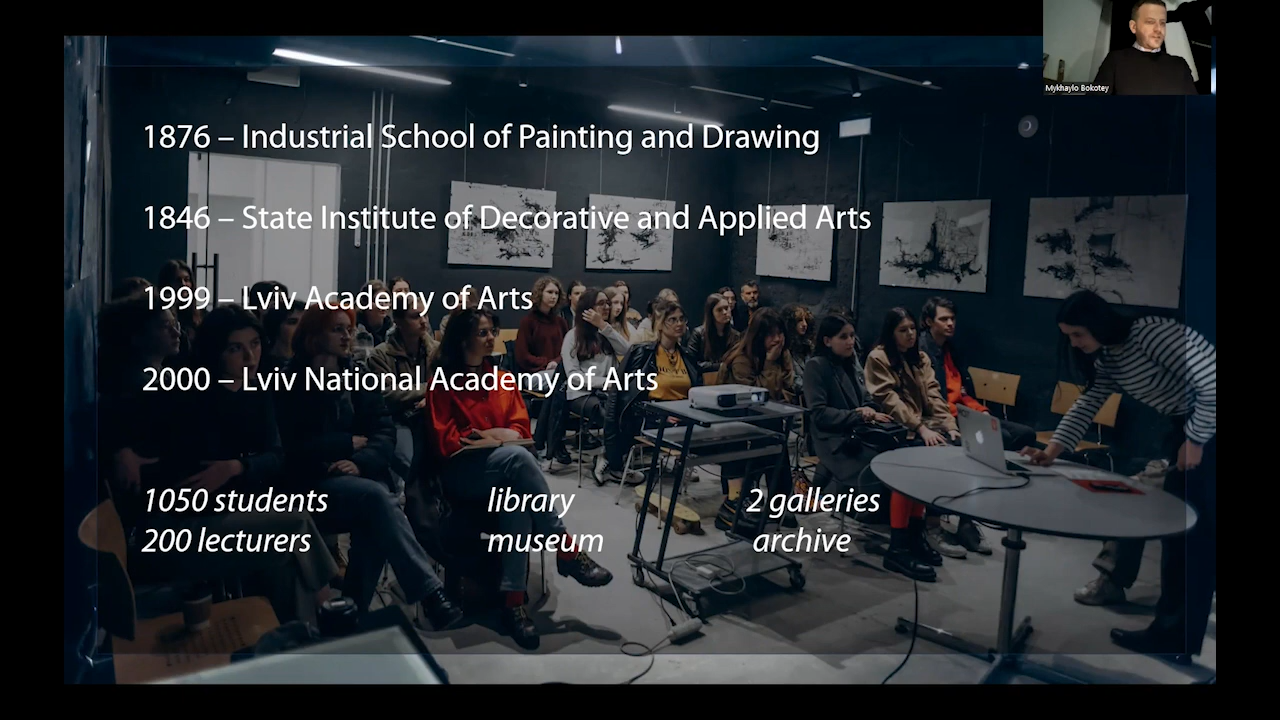 Mykhaylo Bokotey
1876 – Industrial School of Painting and Drawing
1846 – State Institute of Decorative and Applied Arts
1999 – Lviv Academy of Arts
2000 – Lviv National Academy of Arts
1050 students library 2 galleries
200 lecturers museum archive